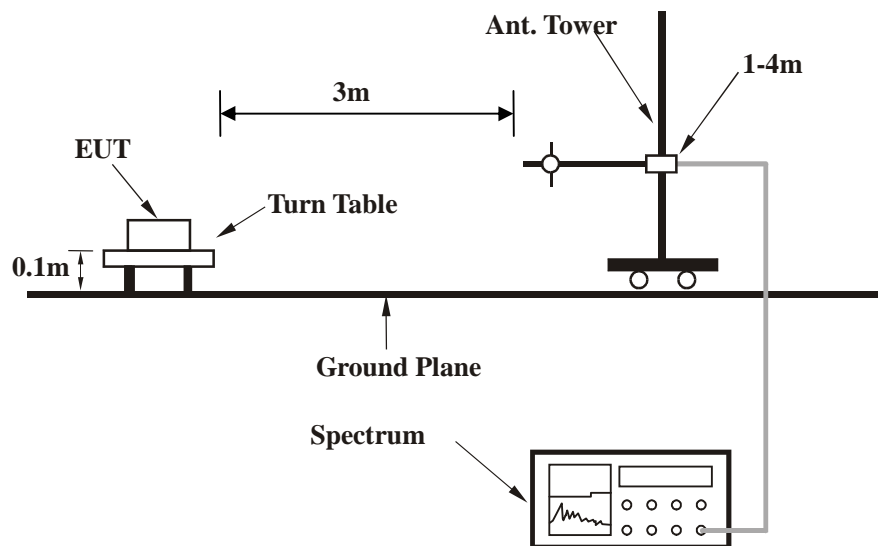 Ant. Tower
1-4m
3m
EUT
Turn Table
0.1m
Ground Plane
Spectrum